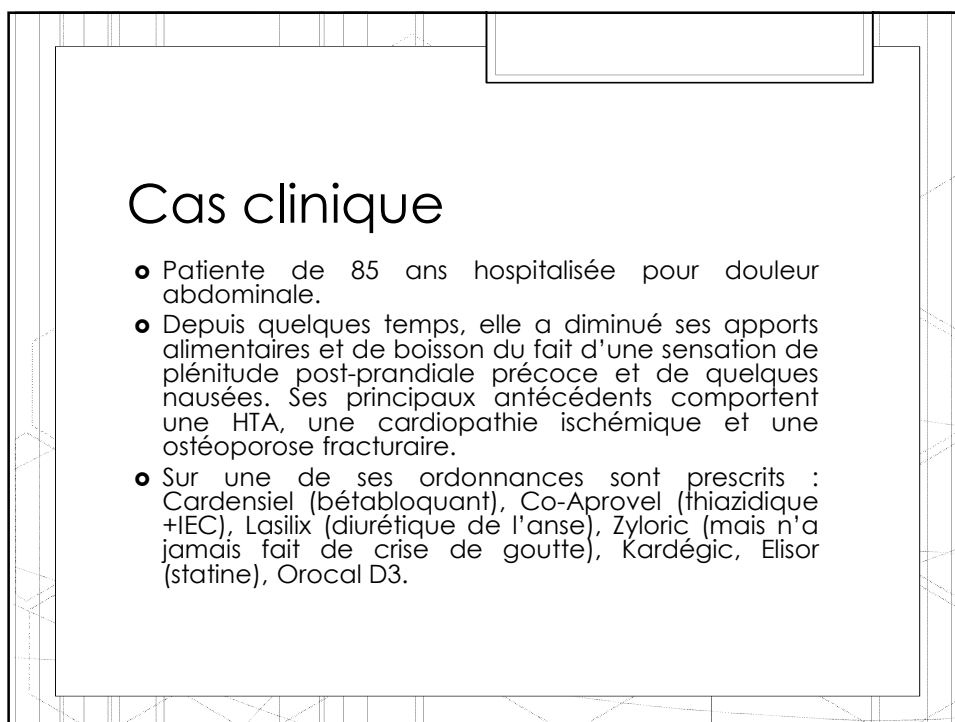 Cas clinique
Patiente de 85 ans hospitalisée pour douleur
abdominale.
Depuis quelques temps, elle a diminué ses apports
alimentaires et de boisson du fait d’une sensation de
plénitude post-prandiale précoce et de quelques
nausées. Ses principaux antécédents comportent
une HTA, une cardiopathie ischémique et une
ostéoporose fracturaire.
Sur une de ses ordonnances sont prescrits :
Cardensiel (bétabloquant), Co-Aprovel (thiazidique
+IEC), Lasilix (diurétique de l’anse), Zyloric (mais n’a
jamais fait de crise de goutte), Kardégic, Elisor
(statine), Orocal D3.